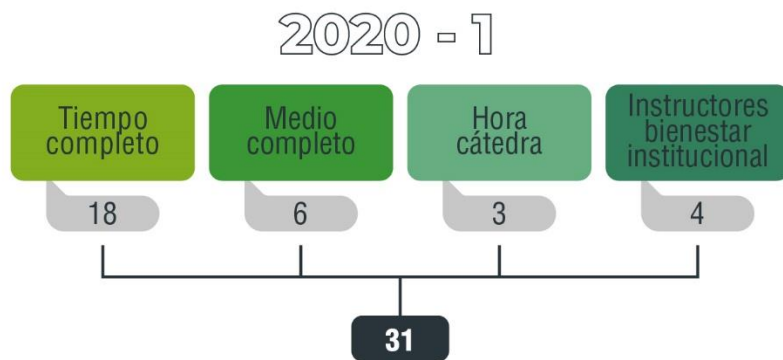 2020 - 1
Tiempo
completo
Medio
completo
Hora
cátedra
Instructores
bienestar
institucional
18
6
3
4
31